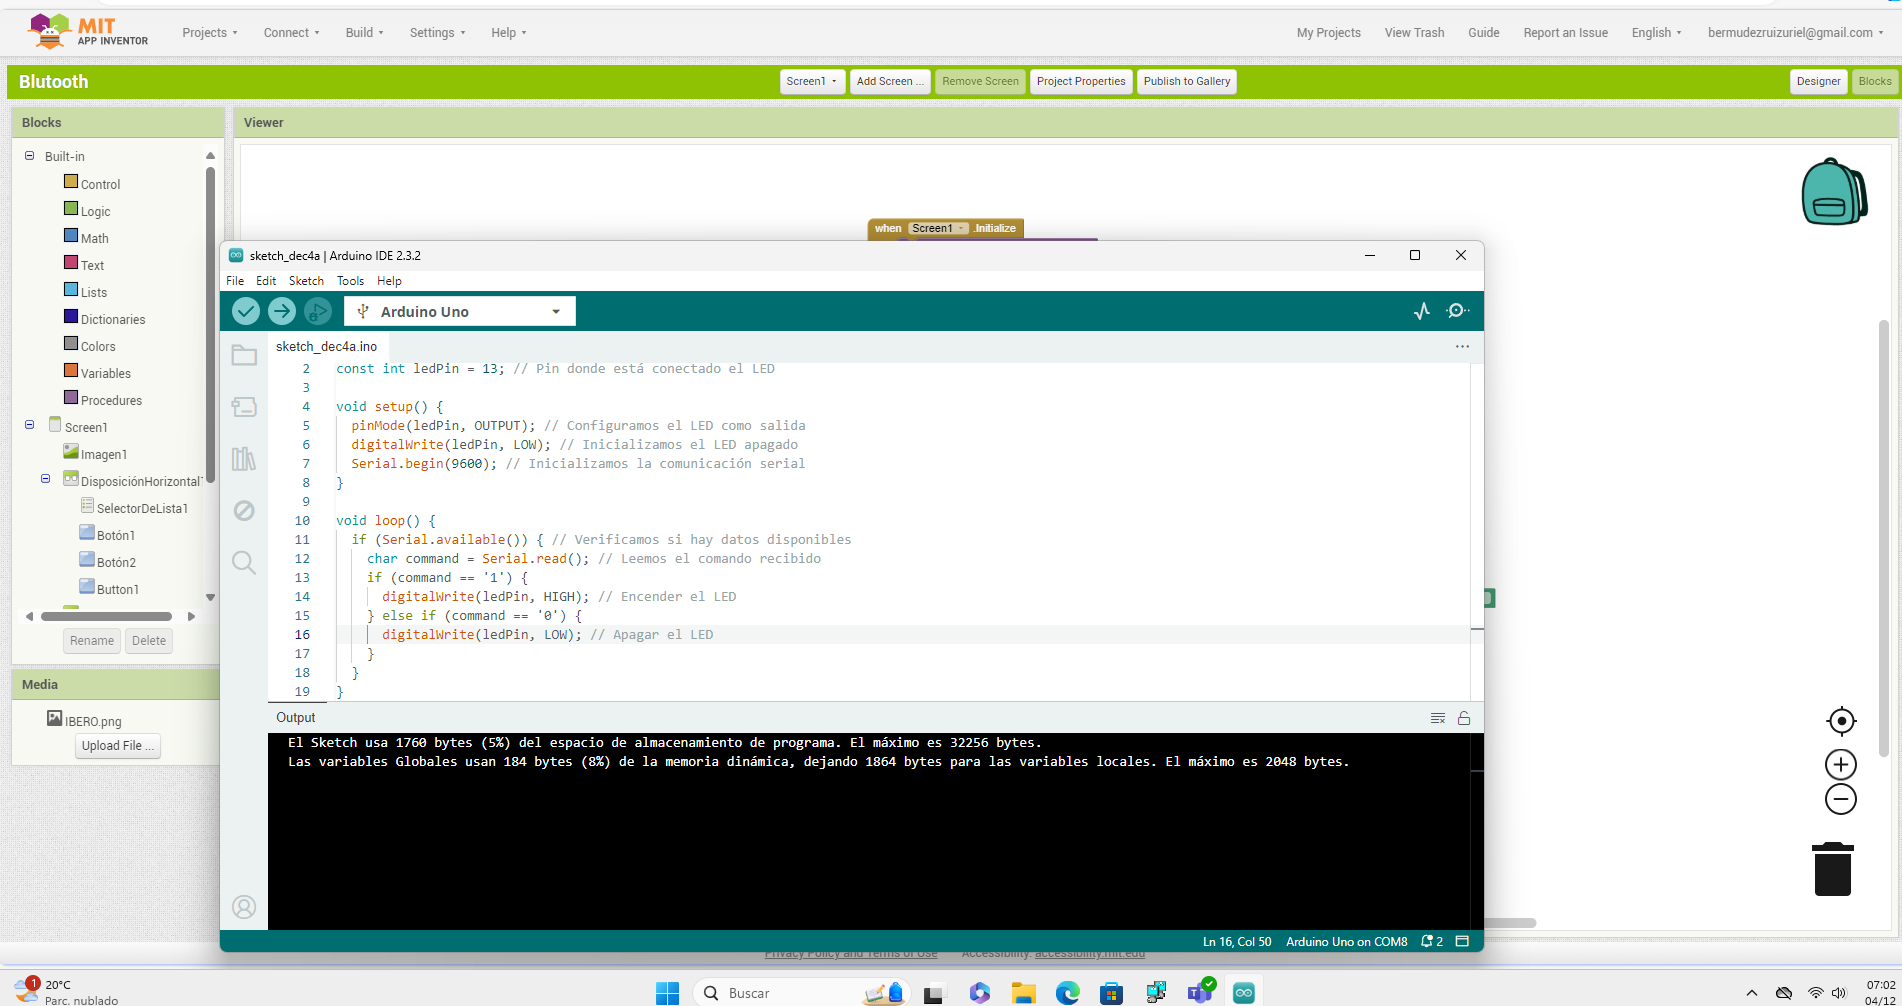 MIT
APP INVENTOR
Projects
Connect
Build
Settings
Help
My Projects
View Trash
Guide
Report an Issue
English
bermudezruizuriel@gmail.com
Blutooth
Screen1
Add Screen ...
Remove Screen
Project Properties
Publish to Gallery
Designer
Blocks
Blocks
Viewer
Built-in
Control
Logic
Math
Text
Lists
Dictionaries
Colors
Variables
Procedures
Screen1
Imagen1
DisposiciónHorizontal
SelectorDeLista1
Botón1
Botón2
Button1
Rename
Delete
Media
IBERO.png
Upload File ...
when Screen1 .Initialize
sketch_dec4a | Arduino IDE 2.3.2
File Edit Sketch Tools Help
Arduino Uno
sketch_dec4a.ino
2 const int ledPin = 13; // Pin donde está conectado el LED
3
4 void setup() {
5 pinMode(ledPin, OUTPUT); // Configuramos el LED como salida
6 digitalWrite(ledPin, LOW); // Inicializamos el LED apagado
7 Serial.begin(9600); // Inicializamos la comunicación serial
8 }
9
10 void loop() {
11 if (Serial.available()) { // Verificamos si hay datos disponibles
12 char command = Serial.read(); // Leemos el comando recibido
13 if (command == '1') {
14 digitalWrite(ledPin, HIGH); // Encender el LED
15 } else if (command == '0') {
16 digitalWrite(ledPin, LOW); // Apagar el LED
17 }
18 }
19 }
Output
El Sketch usa 1760 bytes (5%) del espacio de almacenamiento de programa. El máximo es 32256 bytes.
Las variables Globales usan 184 bytes (8%) de la memoria dinámica, dejando 1864 bytes para las variables locales. El máximo es 2048 bytes.
Ln 16, Col 50 Arduino Uno on COM8 2
Privacy Policy and Terms of Use Accessibility: accessibility.mit.edu
1
20°C
Parc. nublado
Buscar
07:02
04/12